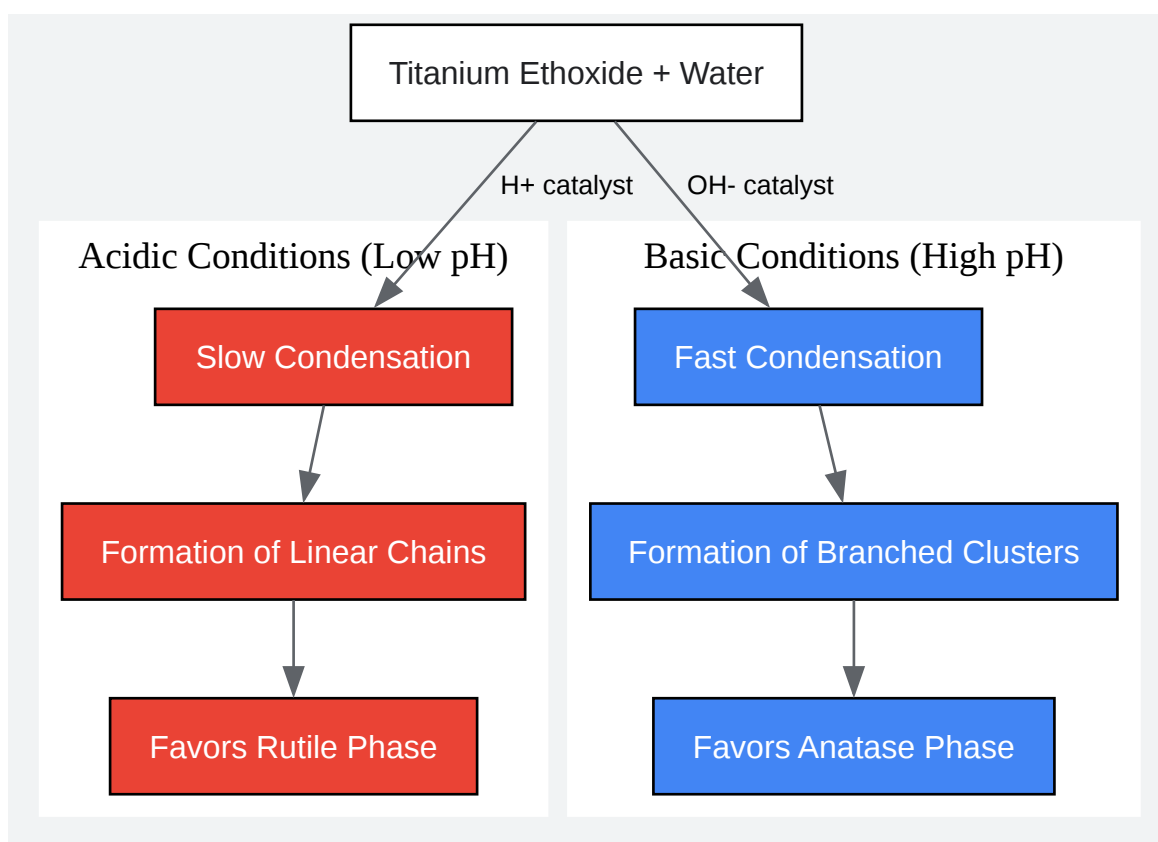 Titanium Ethoxide + Water
H+ catalyst
OH- catalyst
Acidic Conditions (Low pH)
Basic Conditions (High pH)
Slow Condensation
Fast Condensation
Formation of Linear Chains
Formation of Branched Clusters
Favors Rutile Phase
Favors Anatase Phase